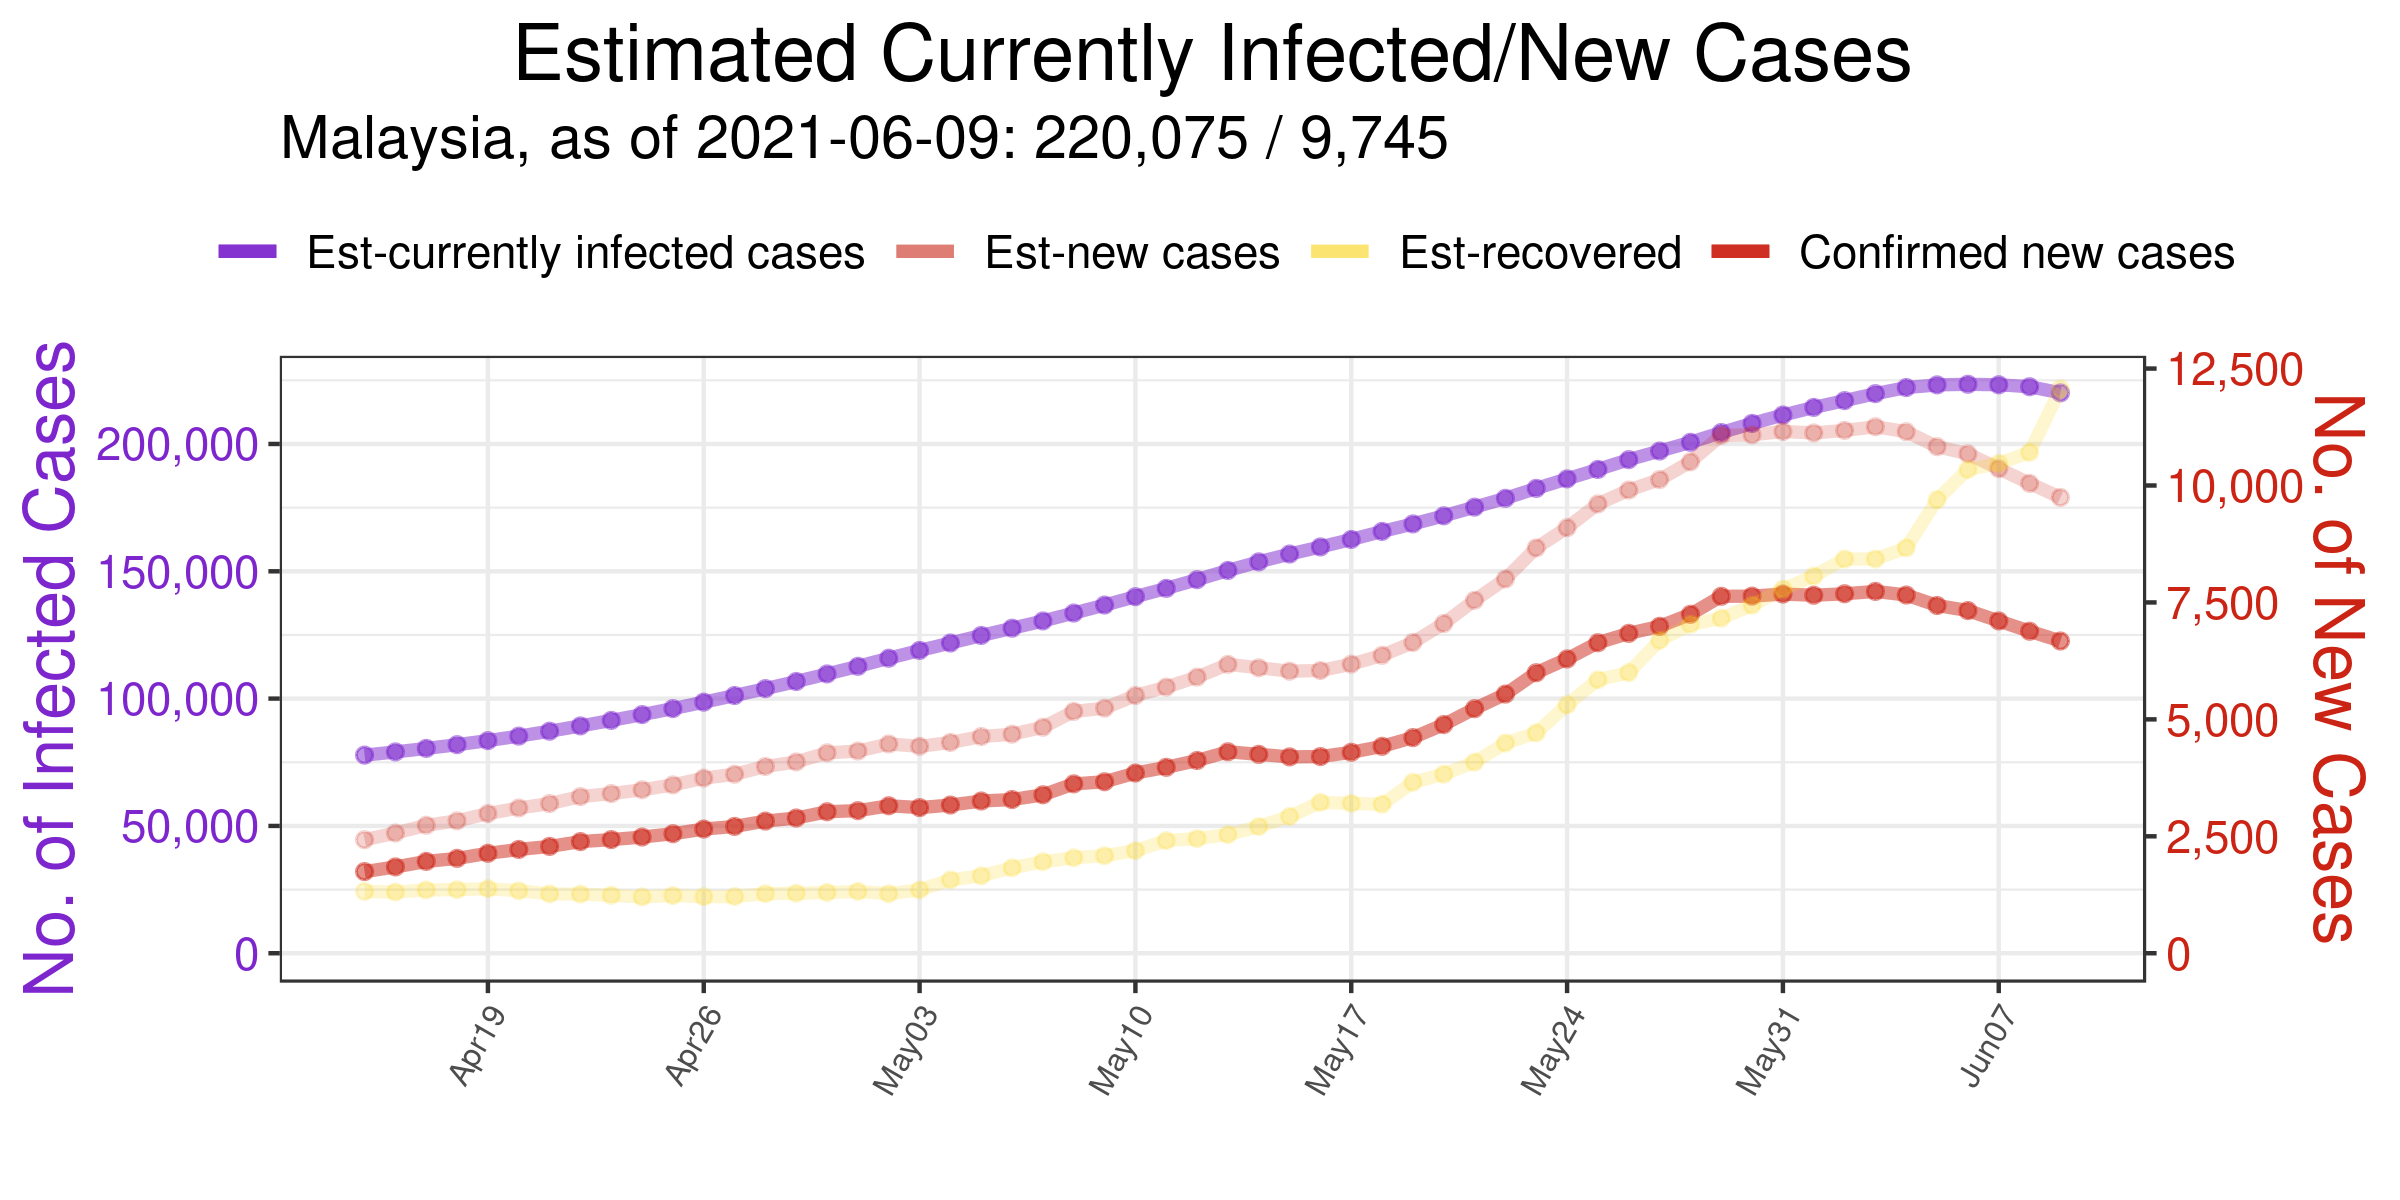 Estimated Currently Infected/New Cases
Malaysia, as of 2021-06-09: 220,075 / 9,745
Est-currently infected cases Est-new cases Est-recovered Confirmed new cases
No. of Infected Cases
200,000
150,000
100,000
50,000
0
12,500
10,000
7,500
5,000
2,500
0
No. of New Cases
Apr19 Apr26 May03 May10 May17 May24 May31 Jun07